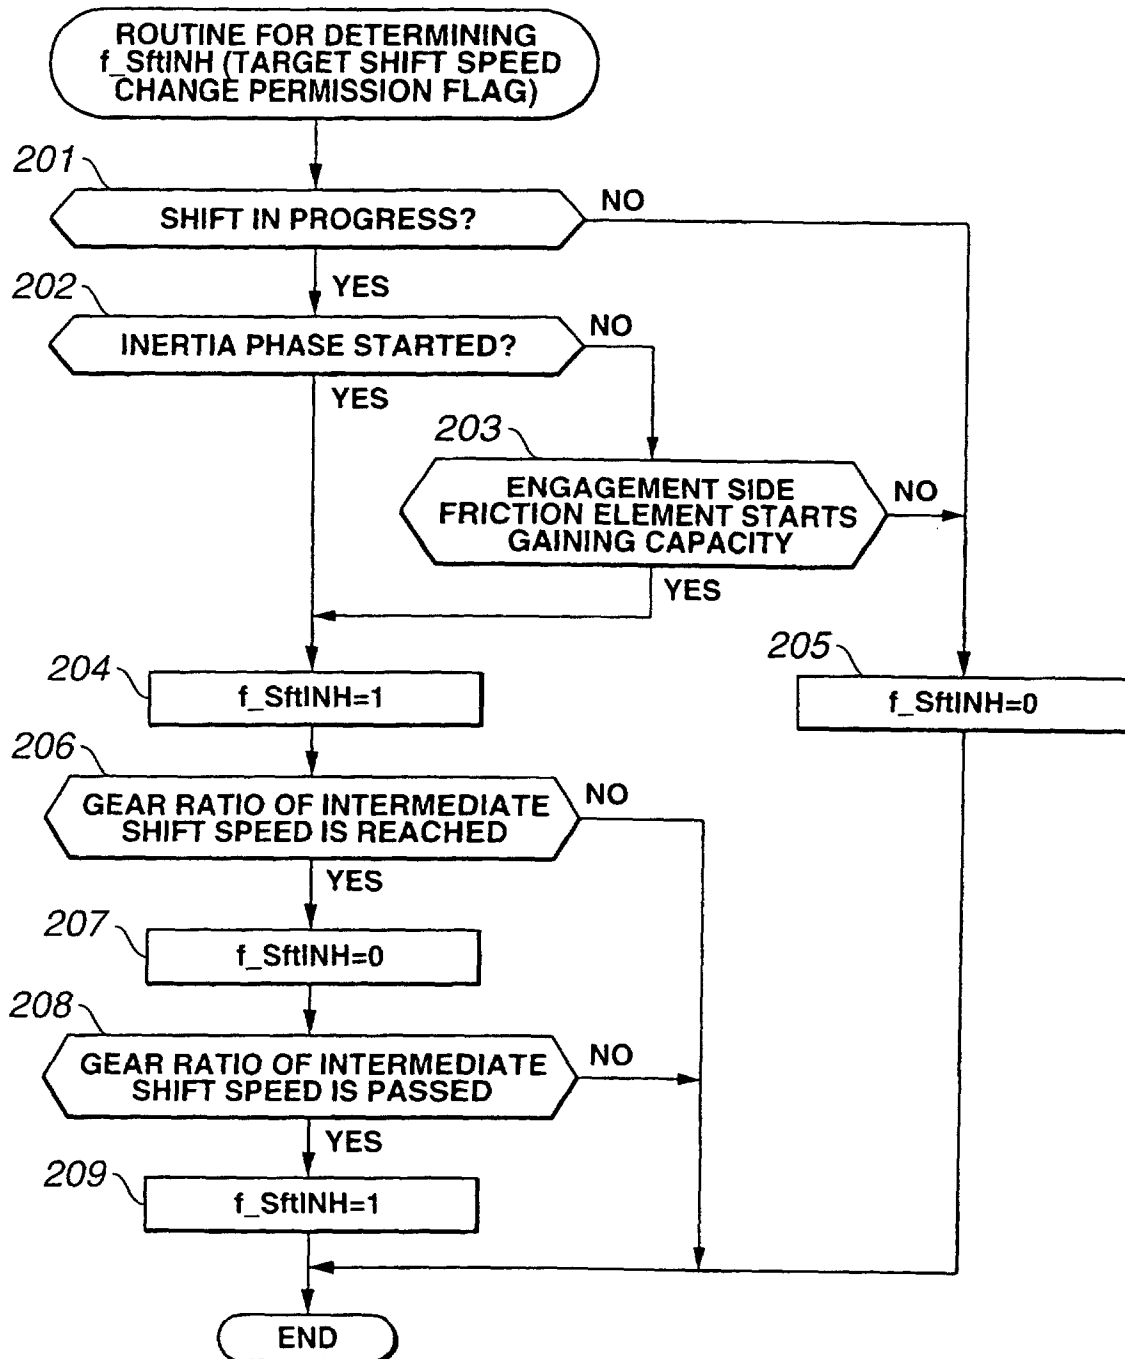 ROUTINE FOR DETERMINING
f_SftINH (TARGET SHIFT SPEED
CHANGE PERMISSION FLAG)
201
SHIFT IN PROGRESS?
NO
YES
202
INERTIA PHASE STARTED?
NO
YES
203
ENGAGEMENT SIDE
FRICTION ELEMENT STARTS
GAINING CAPACITY
NO
YES
204
f_SftINH=1
205
f_SftINH=0
206
GEAR RATIO OF INTERMEDIATE
SHIFT SPEED IS REACHED
NO
YES
207
f_SftINH=0
208
GEAR RATIO OF INTERMEDIATE
SHIFT SPEED IS PASSED
NO
YES
209
f_SftINH=1
END